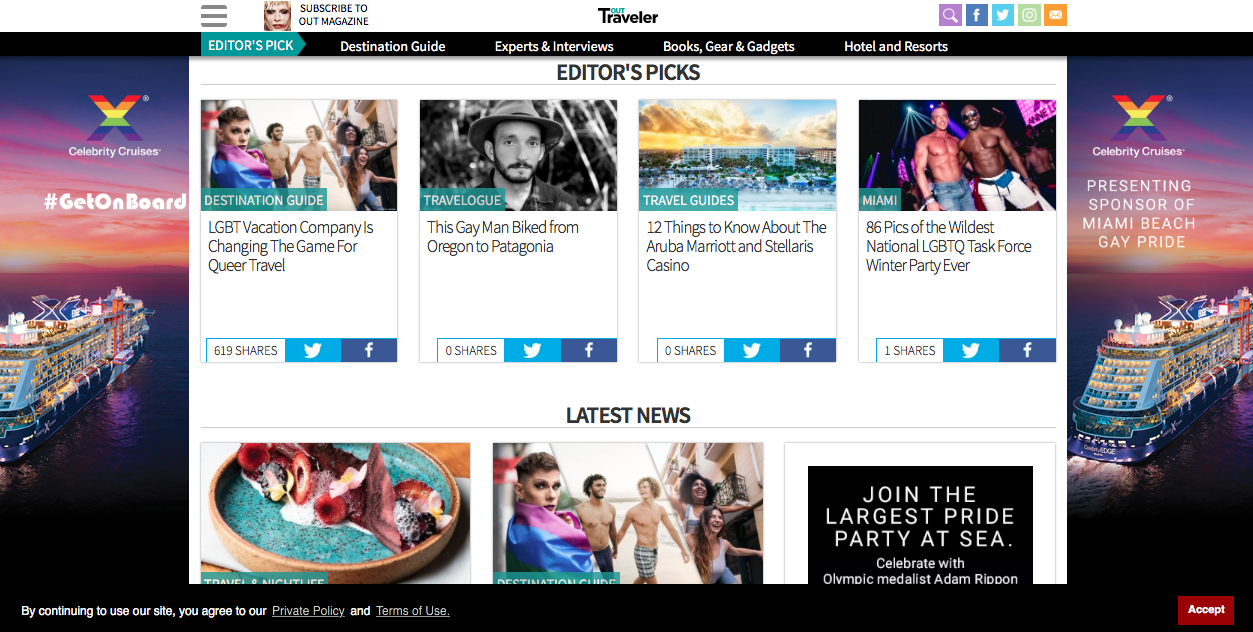 SUBSCRIBE TO
OUT MAGAZINE
OUT
Traveler
EDITOR'S PICK
Destination Guide
Experts & Interviews
Books, Gear & Gadgets
Hotel and Resorts
Celebrity Cruises®
#GetOnBoard
EDITOR'S PICKS
DESTINATION GUIDE
LGBT Vacation Company Is
Changing The Game For
Queer Travel
619 SHARES
TRAVELOGUE
This Gay Man Biked from
Oregon to Patagonia
0 SHARES
TRAVEL GUIDES
12 Things to Know About The
Aruba Marriott and Stellaris
Casino
0 SHARES
MIAMI
86 Pics of the Wildest
National LGBTQ Task Force
Winter Party Ever
1 SHARES
Celebrity Cruises®
PRESENTING
SPONSOR OF
MIAMI BEACH
GAY PRIDE
Celebrity EDGE
LATEST NEWS
TRAVEL & NIGHTLIFE
DESTINATION GUIDE
JOIN THE
LARGEST PRIDE
PARTY AT SEA.
Celebrate with
Olympic medalist Adam Rippon
By continuing to use our site, you agree to our Private Policy and Terms of Use.
Accept